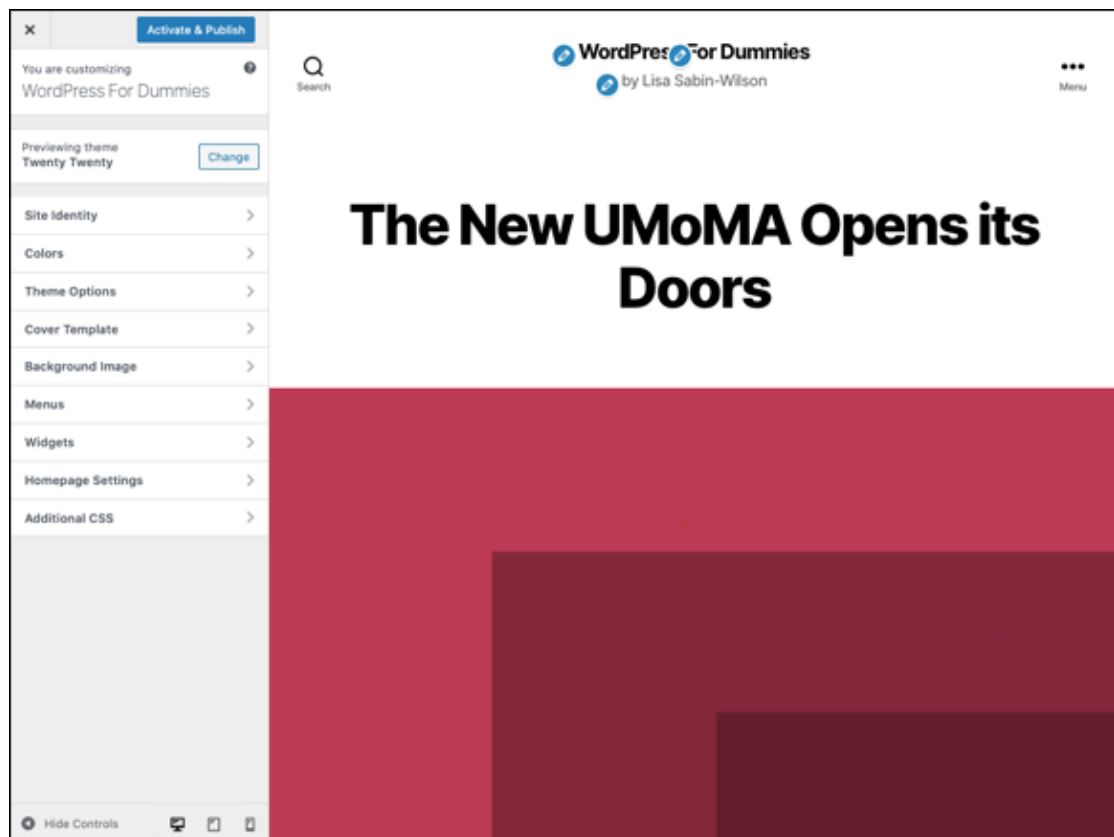 Activate & Publish
You are customizing
WordPress For Dummies
Previewing theme
Twenty Twenty
Change
Site Identity
Colors
Theme Options
Cover Template
Background Image
Menus
Widgets
Homepage Settings
Additional CSS
Hide Controls
Search
WordPress For Dummies
by Lisa Sabin-Wilson
Menu
The New UMoMA Opens its
Doors